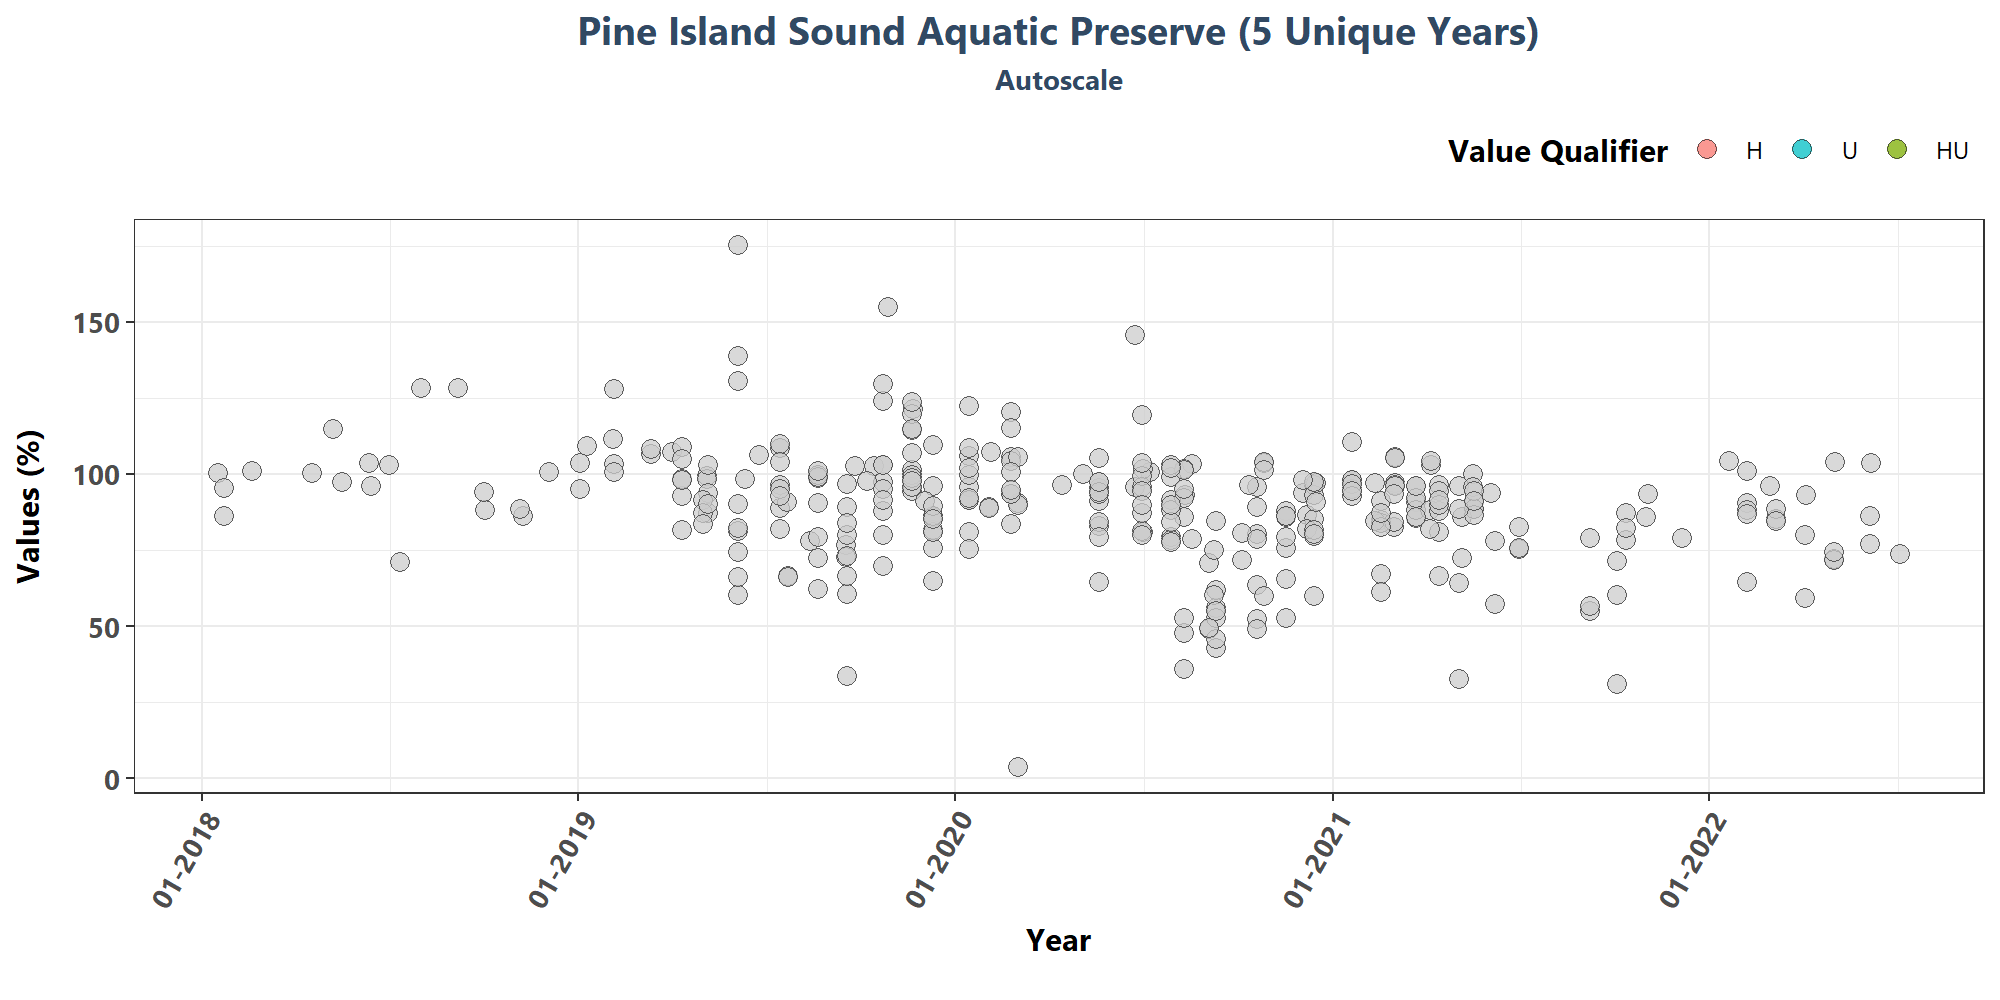 Pine Island Sound Aquatic Preserve (5 Unique Years)
Autoscale
Value Qualifier H U HU
Values (%)
150
100
50
0
01-2018 01-2019 01-2020 01-2021 01-2022
Year